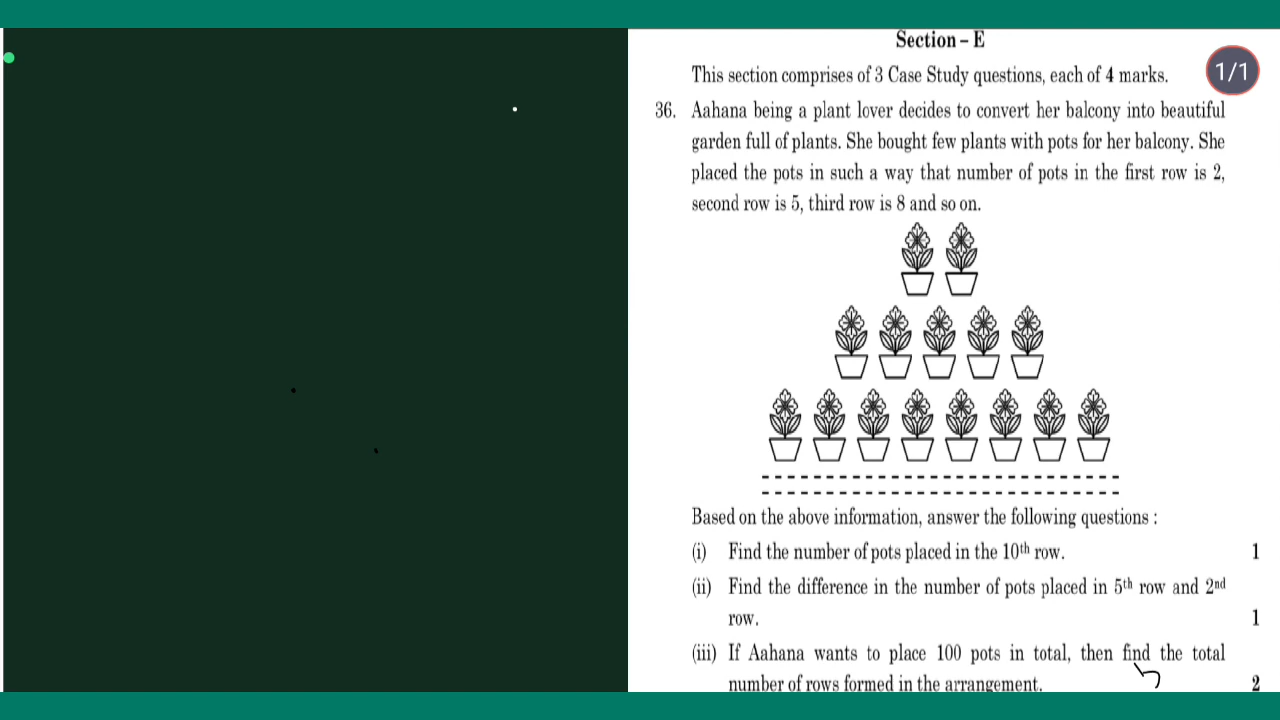 Section – E
1/1
This section comprises of 3 Case Study questions, each of 4 marks.
36. Aahana being a plant lover decides to convert her balcony into beautiful
garden full of plants. She bought few plants with pots for her balcony. She
placed the pots in such a way that number of pots in the first row is 2,
second row is 5, third row is 8 and so on.
Based on the above information, answer the following questions :
(i) Find the number of pots placed in the 10th row. 1
(ii) Find the difference in the number of pots placed in 5th row and 2nd
row. 1
(iii) If Aahana wants to place 100 pots in total, then find the total
number of rows formed in the arrangement. 2